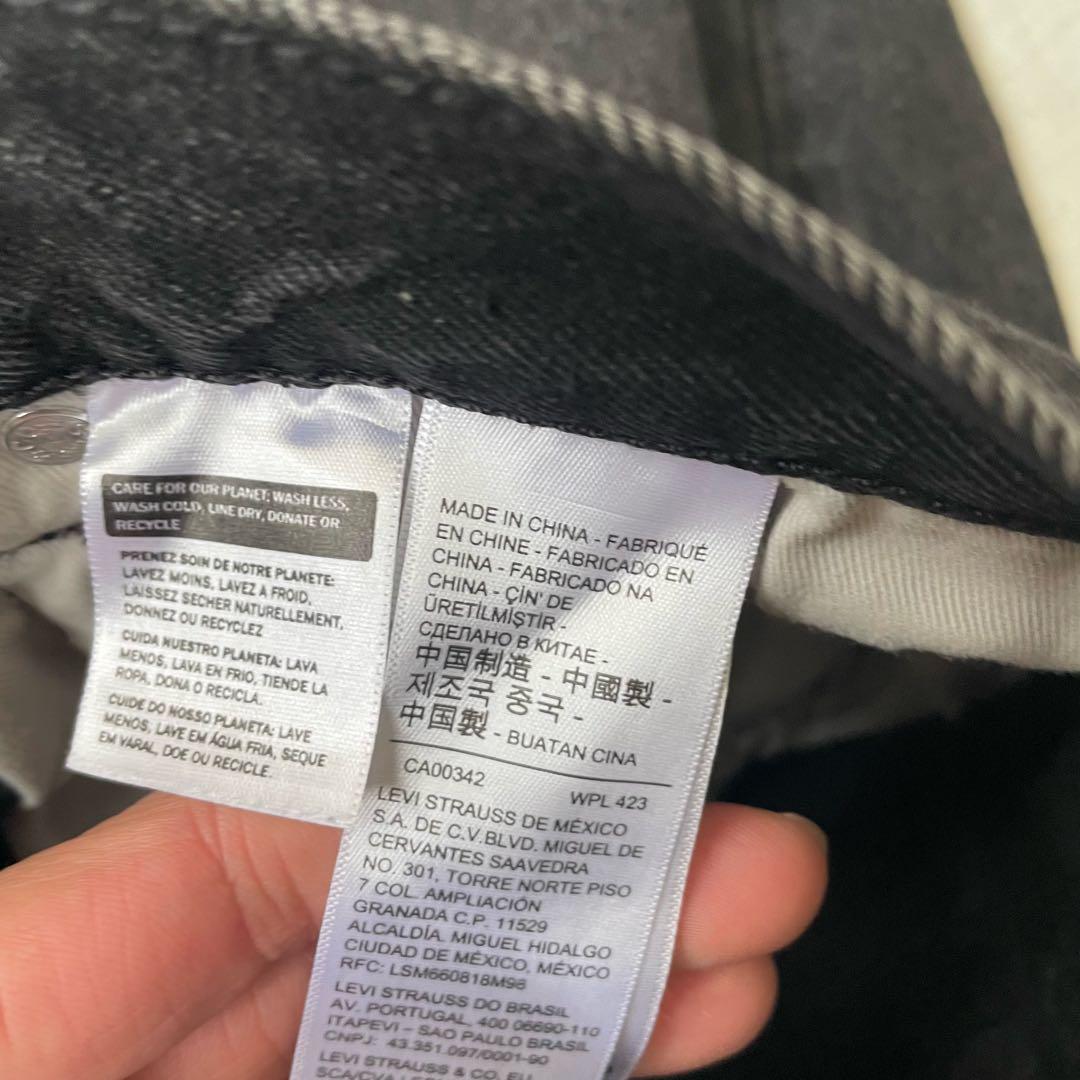 CARE FOR OUR PLANET: WASH LESS,
WASH COLD, LINE DRY, DONATE OR
RECYCLE
PRENEZ SOIN DE NOTRE PLANETE:
LAVEZ MOINS, LAVEZ A FROID,
LAISSEZ SECHER NATURELLEMENT,
DONNEZ OU RECYCLEZ
CUIDA NUESTRO PLANETA: LAVA
MENOS, LAVA EN FRIO, TIENDE LA
ROPA, DONA O RECICLA.
CUIDE DO NOSSO PLANETA: LAVE
MENOS, LAVE EM ÁGUA FRIA, SEQUE
EM VARAL, DOE OU RECICLE.
MADE IN CHINA - FABRIQUÉ
EN CHINE - FABRICADO EN
CHINA - FABRICADO NA
CHINA - ÇİN' DE
ÜRETİLMİŞTİR -
СДЕЛАНО В КИТАЕ -
中国制造 - 中國製 -
제조국 중국 -
中国製 - BUATAN CINA
CA00342 WPL 423
LEVI STRAUSS DE MÉXICO
S.A. DE C.V.BLVD. MIGUEL DE
CERVANTES SAAVEDRA
NO. 301, TORRE NORTE PISO
7 COL. AMPLIACIÓN
GRANADA C.P. 11529
ALCALDÍA. MIGUEL HIDALGO
CIUDAD DE MÉXICO, MÉXICO
RFC: LSM660818M98
LEVI STRAUSS DO BRASIL
AV. PORTUGAL, 400 06690-110
ITAPEVI – SAO PAULO BRASIL
CNPJ: 43.351.097/0001-90
LEVI STRAUSS & CO. EU
SCA/CVA